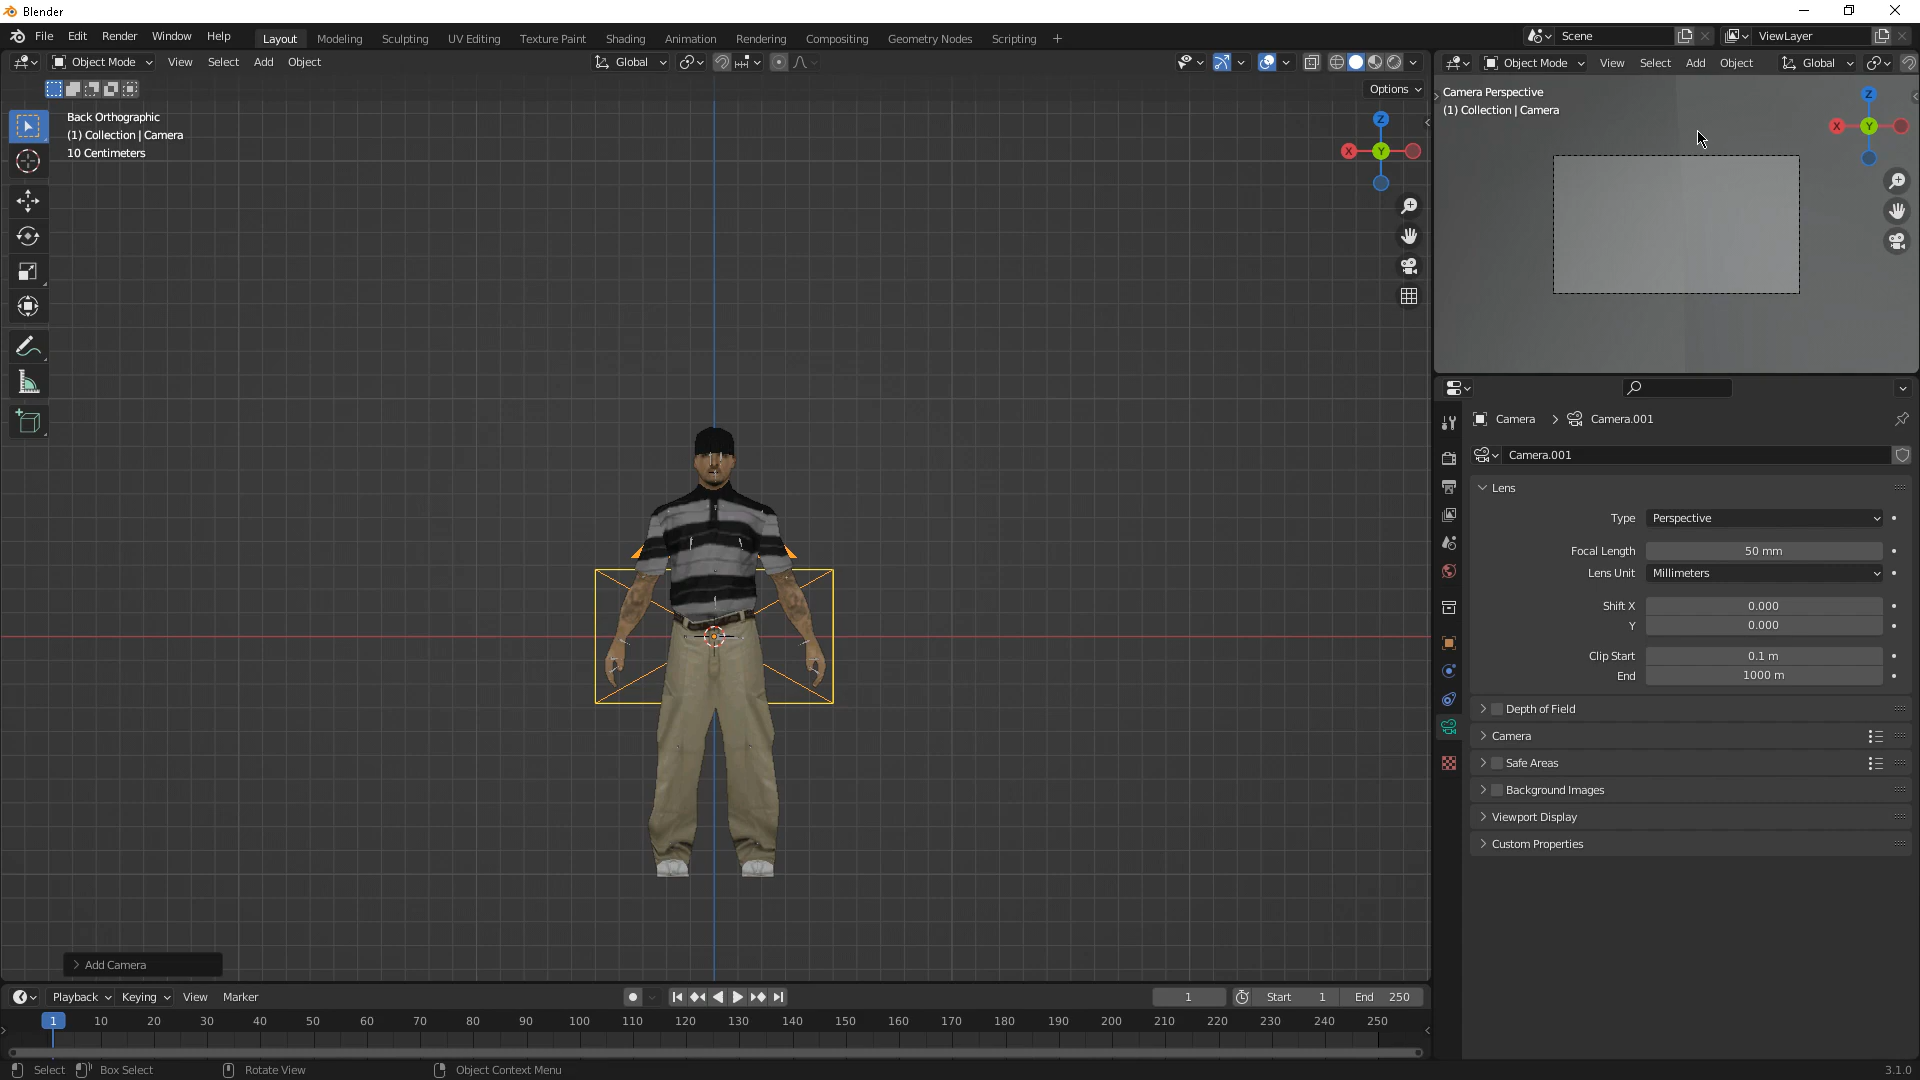 Blender
File Edit Render Window Help Layout Modeling Sculpting UV Editing Texture Paint Shading Animation Rendering Compositing Geometry Nodes Scripting + Scene ViewLayer
Object Mode View Select Add Object Global
Object Mode View Select Add Object Global
Options
Back Orthographic
(1) Collection | Camera
10 Centimeters
Z
X
Y
Camera Perspective
(1) Collection | Camera
Z
X
Y
Camera > Camera.001
Camera.001
Lens
Type Perspective
Focal Length 50 mm
Lens Unit Millimeters
Shift X 0.000
Y 0.000
Clip Start 0.1 m
End 1000 m
Depth of Field
Camera
Safe Areas
Background Images
Viewport Display
Custom Properties
Add Camera
Playback Keying View Marker 1 Start 1 End 250
1 10 20 30 40 50 60 70 80 90 100 110 120 130 140 150 160 170 180 190 200 210 220 230 240 250
Select Box Select Rotate View Object Context Menu 3.1.0